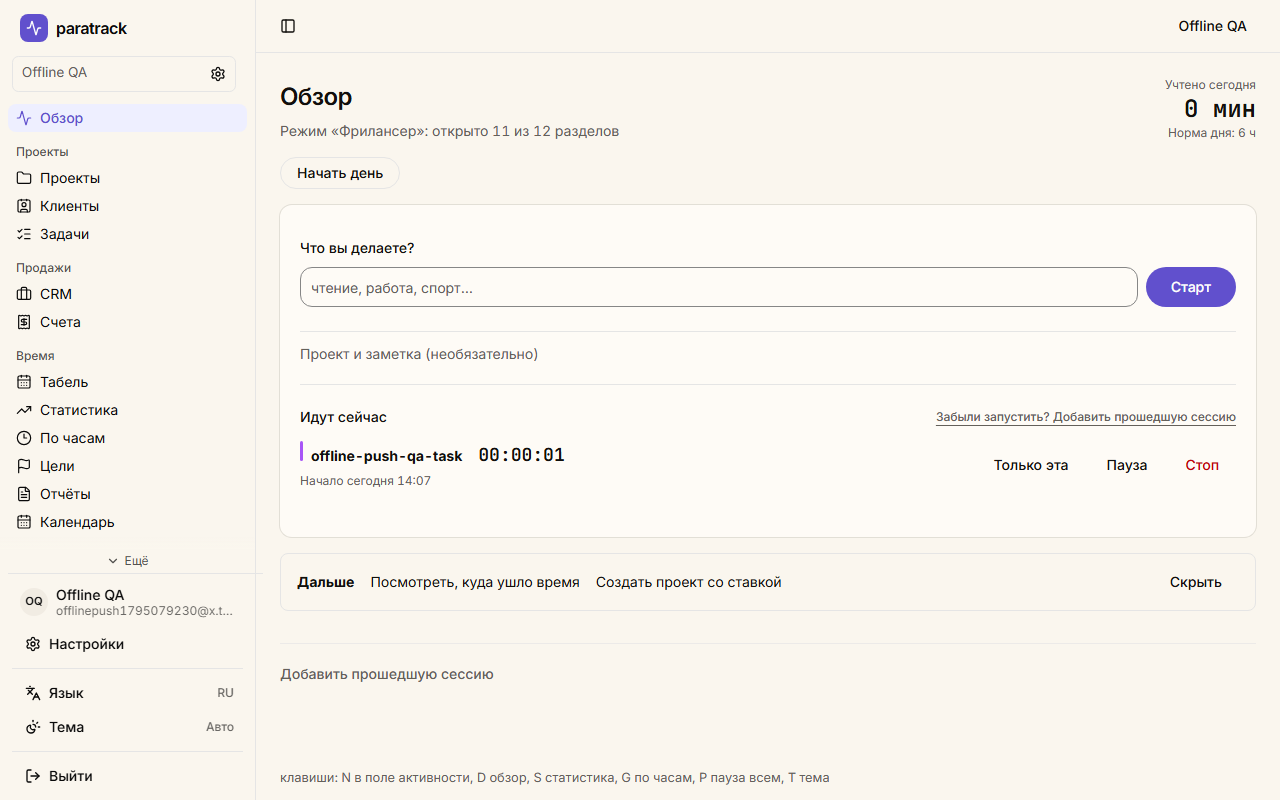 paratrack
Offline QA
Обзор
Проекты
Проекты
Клиенты
Задачи
Продажи
CRM
Счета
Время
Табель
Статистика
По часам
Цели
Отчёты
Календарь
Ещё
OQ
Offline QA
offlinepush1795079230@x.t...
Настройки
Язык RU
Тема Авто
Выйти
Offline QA
Обзор
Режим «Фрилансер»: открыто 11 из 12 разделов
Учтено сегодня
0 мин
Норма дня: 6 ч
Начать день
Что вы делаете?
чтение, работа, спорт...
Старт
Проект и заметка (необязательно)
Идут сейчас
Забыли запустить? Добавить прошедшую сессию
offline-push-qa-task 00:00:01
Начало сегодня 14:07
Только эта Пауза Стоп
Дальше Посмотреть, куда ушло время Создать проект со ставкой Скрыть
Добавить прошедшую сессию
клавиши: N в поле активности, D обзор, S статистика, G по часам, P пауза всем, T тема